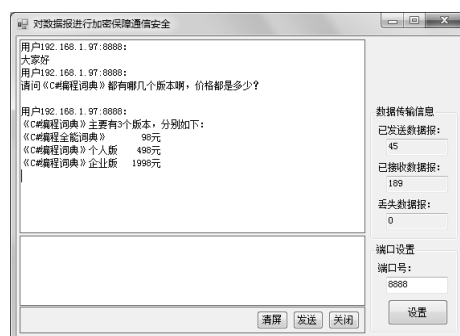 对数据报进行加密保障通信安全
用户192.168.1.97:8888:
大家好
用户192.168.1.97:8888:
请问《C#编程词典》都有哪几个版本啊，价格都是多少？
用户192.168.1.97:8888:
《C#编程词典》主要有3个版本，分别如下：
《C#编程全能词典》 98元
《C#编程词典》个人版 498元
《C#编程词典》企业版 1998元
数据传输信息
已发送数据报：
45
已接收数据报：
189
丢失数据报：
0
端口设置
端口号：
8888
设置
清屏 发送 关闭